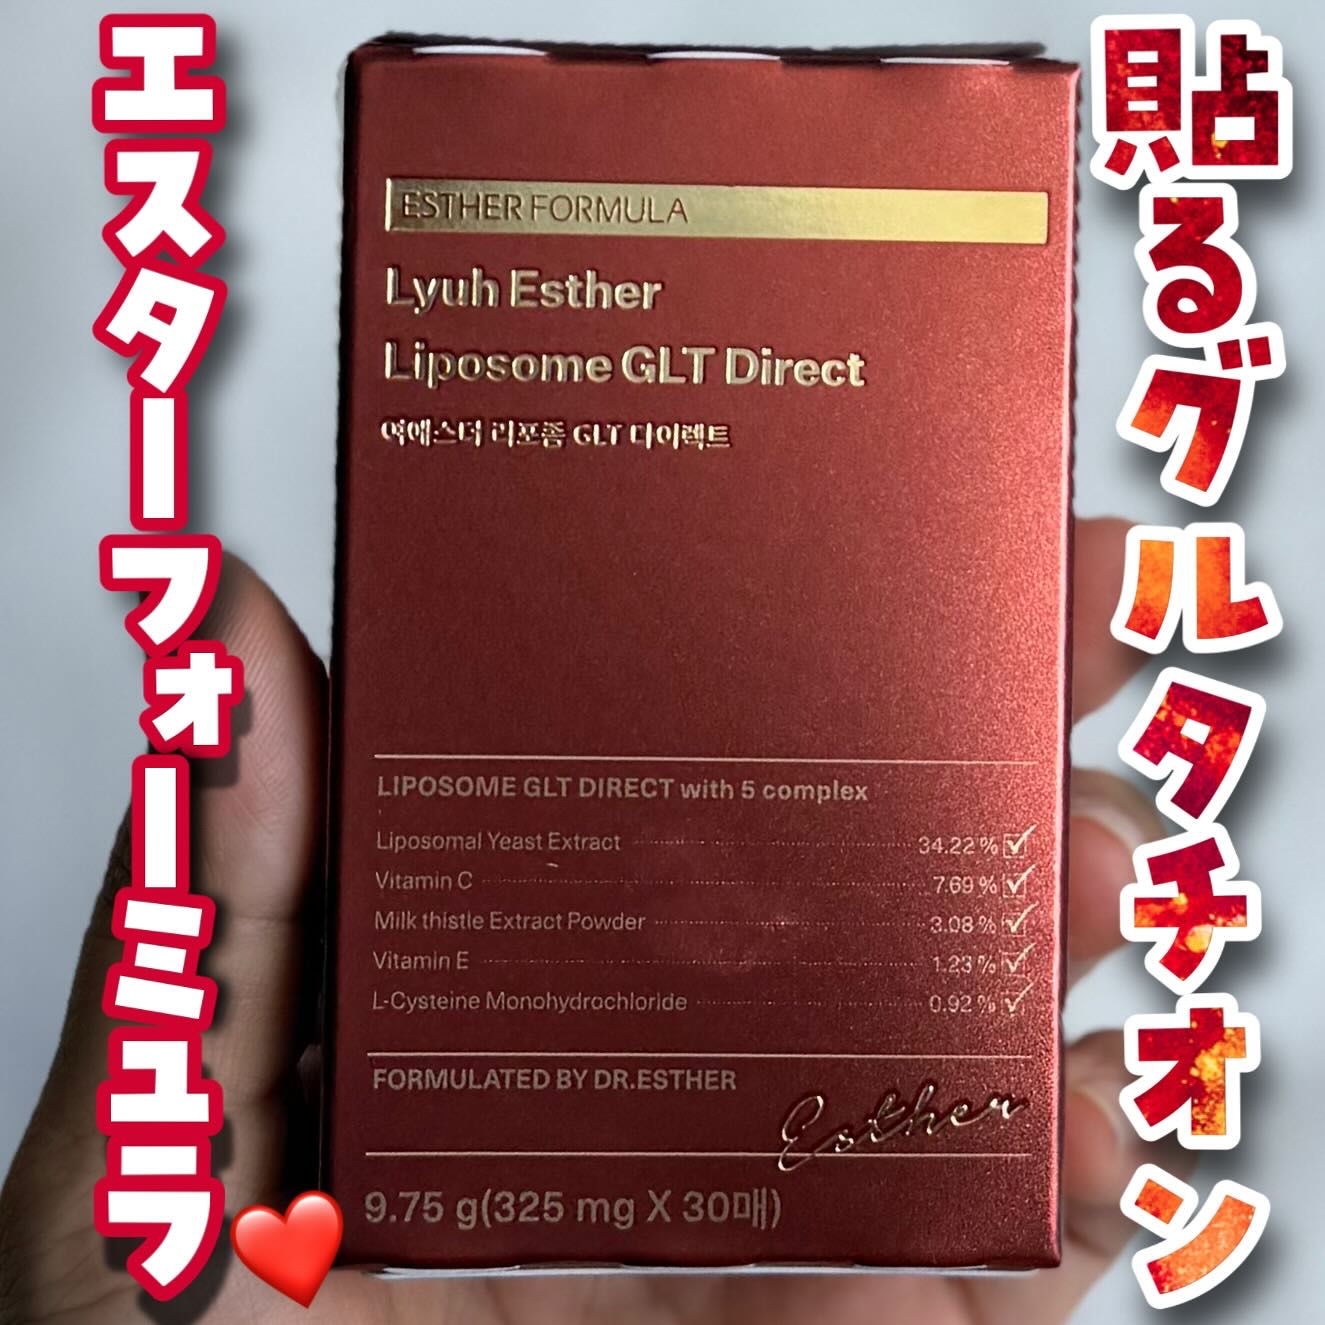 エスターフォーミュラ
貼るグルタチオン
ESTHER FORMULA
Lyuh Esther
Liposome GLT Direct
여에스더 리포좀 GLT 다이렉트
LIPOSOME GLT DIRECT with 5 complex
Liposomal Yeast Extract 34.22 %
Vitamin C 7.69 %
Milk thistle Extract Powder 3.08 %
Vitamin E 1.23 %
L-Cysteine Monohydrochloride 0.92 %
FORMULATED BY DR.ESTHER
Esther
9.75 g(325 mg X 30매)